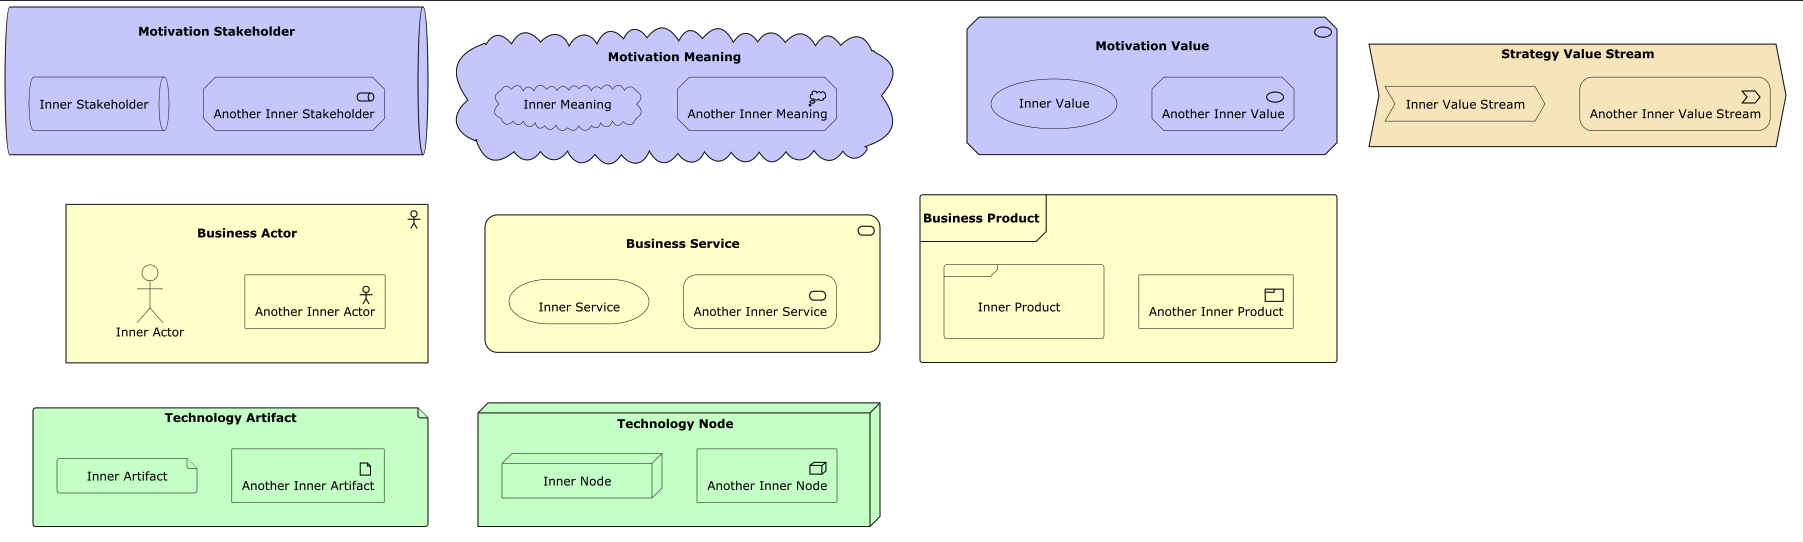 Motivation Stakeholder
Inner Stakeholder
Another Inner Stakeholder
Motivation Meaning
Inner Meaning
Another Inner Meaning
Motivation Value
Inner Value
Another Inner Value
Strategy Value Stream
Inner Value Stream
Another Inner Value Stream
Business Actor
Inner Actor
Another Inner Actor
Business Service
Inner Service
Another Inner Service
Business Product
Inner Product
Another Inner Product
Technology Artifact
Inner Artifact
Another Inner Artifact
Technology Node
Inner Node
Another Inner Node